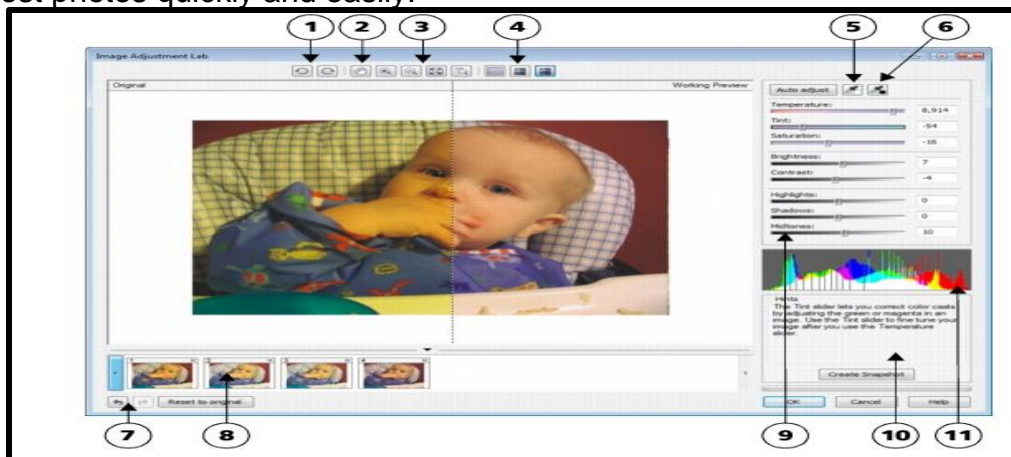 est photos quickly and easily.
1 2 3 4 5 6
Image Adjustment Lab
Original Working Preview
Auto adjust
Temperature: 8,914
Tint: -54
Saturation: -16
Brightness: 7
Contrast: -4
Highlights: 0
Shadows: 0
Midtones: 10
Hints
The Tint slider lets you correct color casts
by adjusting the green or magenta in an
image. Use the Tint slider to fine tune your
image after you use the Temperature
slider
1 2 3 4
Create Snapshot
Reset to original
OK Cancel Help
7 8 9 10 11